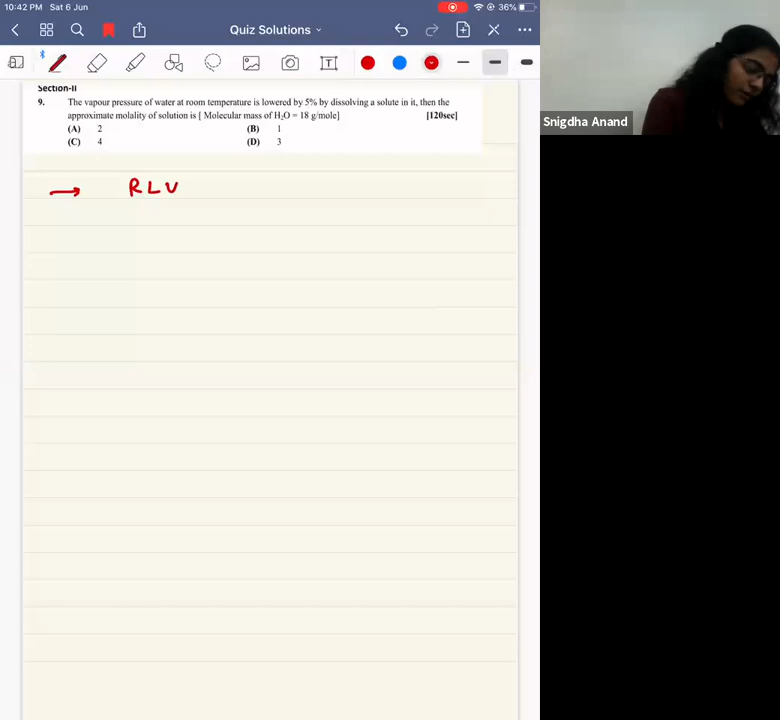 10:42 PM Sat 6 Jun 36%
Quiz Solutions
T
Section-II
9. The vapour pressure of water at room temperature is lowered by 5% by dissolving a solute in it, then the
approximate molality of solution is [ Molecular mass of H₂O = 18 g/mole] [120sec]
(A) 2 (B) 1
(C) 4 (D) 3
→ RLV
Snigdha Anand